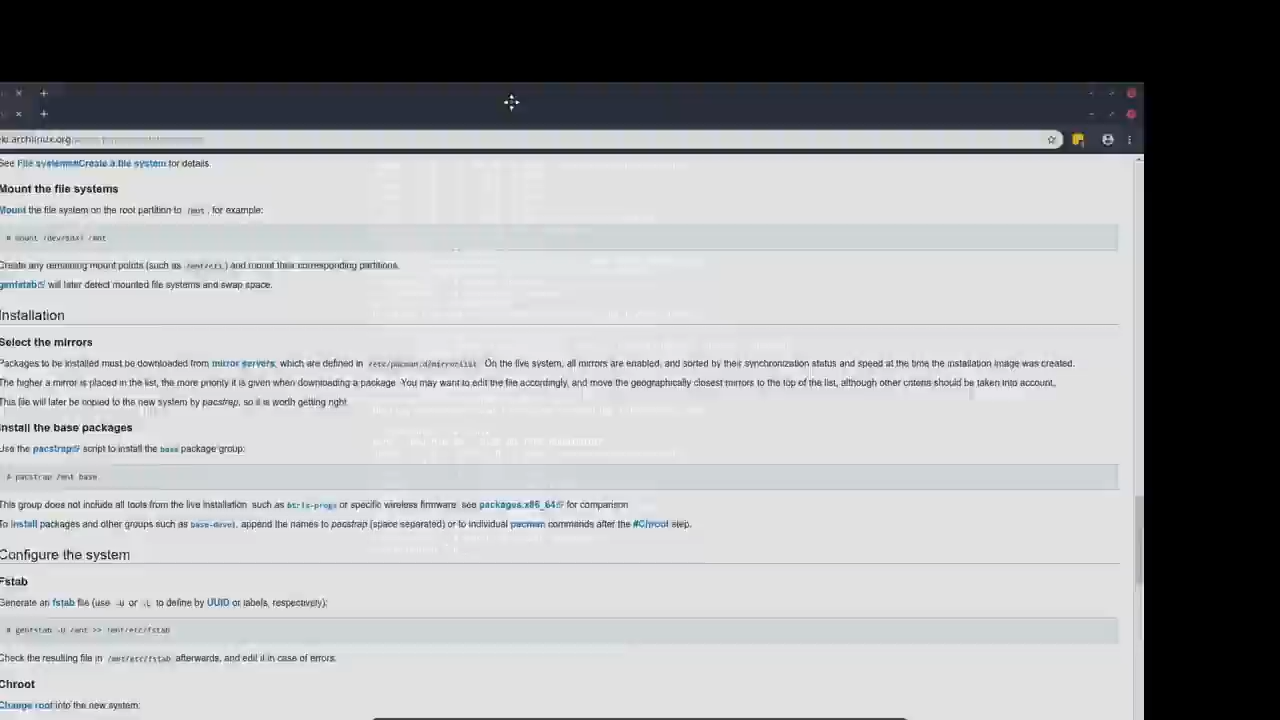 See File system#Create a file system for details.
Mount the file systems
Mount the file system on the root partition to /mnt , for example:
# mount /dev/sdX1 /mnt
Create any remaining mount points (such as /mnt/efi ) and mount their corresponding partitions.
genfstab will later detect mounted file systems and swap space.
Installation
Select the mirrors
Packages to be installed must be downloaded from mirror servers, which are defined in /etc/pacman.d/mirrorlist . On the live system, all mirrors are enabled, and sorted by their synchronization status and speed at the time the installation image was created.
The higher a mirror is placed in the list, the more priority it is given when downloading a package. You may want to edit the file accordingly, and move the geographically closest mirrors to the top of the list, although other criteria should be taken into account.
This file will later be copied to the new system by pacstrap, so it is worth getting right.
Install the base packages
Use the pacstrap script to install the base package group:
# pacstrap /mnt base
This group does not include all tools from the live installation, such as btrfs-progs or specific wireless firmware; see packages.x86_64 for comparison.
To install packages and other groups such as base-devel, append the names to pacstrap (space separated) or to individual pacman commands after the #Chroot step.
Configure the system
Fstab
Generate an fstab file (use -U or -L to define by UUID or labels, respectively):
# genfstab -U /mnt >> /mnt/etc/fstab
Check the resulting file in /mnt/etc/fstab afterwards, and edit it in case of errors.
Chroot
Change root into the new system: